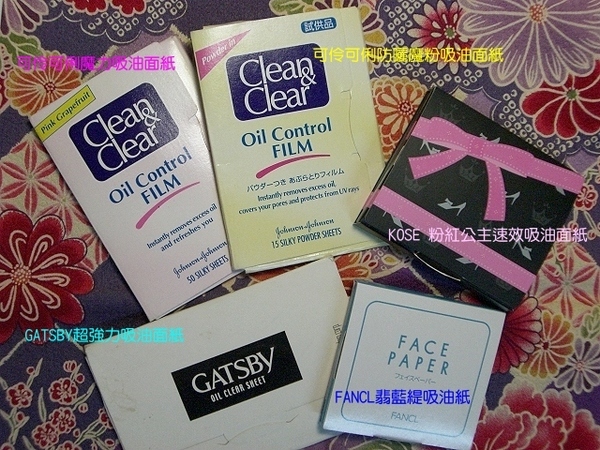 可伶可俐魔力吸油面紙
Pink Grapefruit
Clean&
Clear
Oil Control
FILM
Instantly removes excess oil
and refreshes you
Johnson & Johnson
50 SILKY SHEETS
可伶可俐防曬蜜粉吸油面紙
試供品
Powder in
Clean&
Clear
Oil Control
FILM
パウダーつき あぶらとりフィルム
Instantly removes excess oil,
covers your pores and protects from UV rays
Johnson & Johnson
15 SILKY POWDER SHEETS
KOSE 粉紅公主速效吸油面紙
GATSBY超強力吸油面紙
GATSBY
OIL CLEAR SHEET
FACE
PAPER
フェイスペーパー
FANCL翡藍緹吸油紙
FANCL